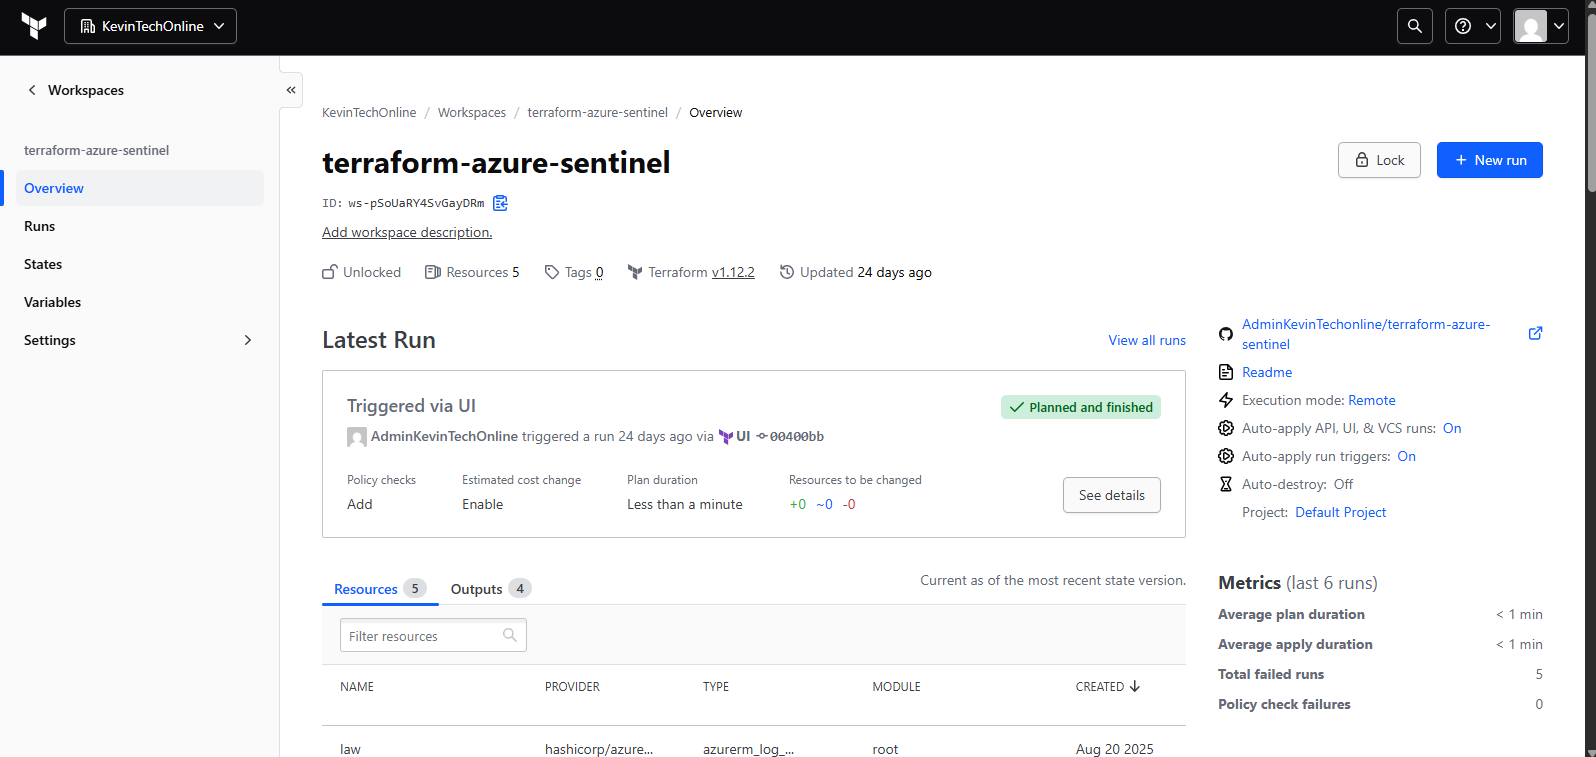 KevinTechOnline
Workspaces
terraform-azure-sentinel
Overview
Runs
States
Variables
Settings
KevinTechOnline / Workspaces / terraform-azure-sentinel / Overview
terraform-azure-sentinel
Lock
+ New run
ID: ws-pSoUaRY4SvGayDRm
Add workspace description.
Unlocked Resources 5 Tags 0 Terraform v1.12.2 Updated 24 days ago
Latest Run
View all runs
Triggered via UI
Planned and finished
AdminKevinTechOnline triggered a run 24 days ago via UI 00400bb
Policy checks Estimated cost change Plan duration Resources to be changed
Add Enable Less than a minute +0 ~0 -0
See details
Resources 5 Outputs 4
Current as of the most recent state version.
Filter resources
NAME PROVIDER TYPE MODULE CREATED
law hashicorp/azure... azurerm_log_... root Aug 20 2025
AdminKevinTechonline/terraform-azure-
sentinel
Readme
Execution mode: Remote
Auto-apply API, UI, & VCS runs: On
Auto-apply run triggers: On
Auto-destroy: Off
Project: Default Project
Metrics (last 6 runs)
Average plan duration < 1 min
Average apply duration < 1 min
Total failed runs 5
Policy check failures 0